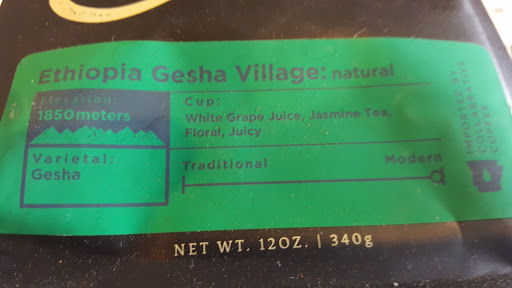 Ethiopia Gesha Village: natural
Elevation:
1850 meters
Varietal:
Gesha
Cup:
White Grape Juice, Jasmine Tea,
Floral, Juicy
Traditional Modern
IMPORTED BY
COLLABORATIVE
COFFEE
NET WT. 12OZ. | 340g